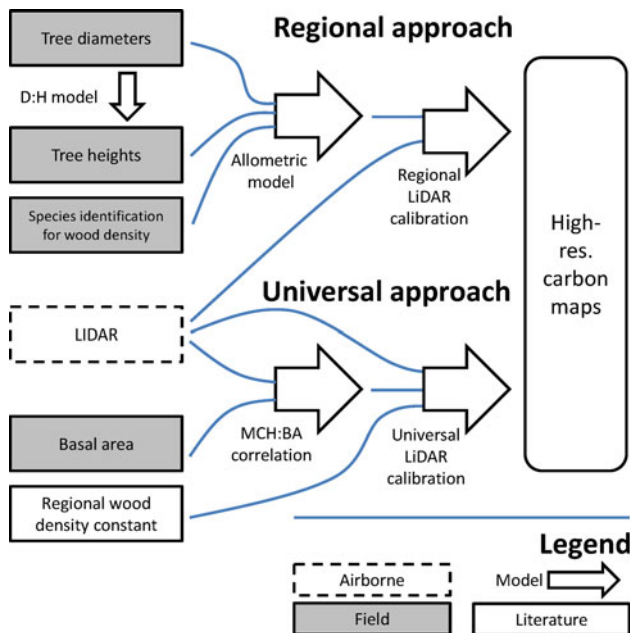 Tree diameters
Regional approach
D:H model
Tree heights
Allometric
model
Regional
LiDAR
calibration
Species identification
for wood density
High-
res.
carbon
maps
Universal approach
LIDAR
Basal area
MCH:BA
correlation
Universal
LiDAR
calibration
Regional wood
density constant
Legend
Airborne
Model
Field
Literature